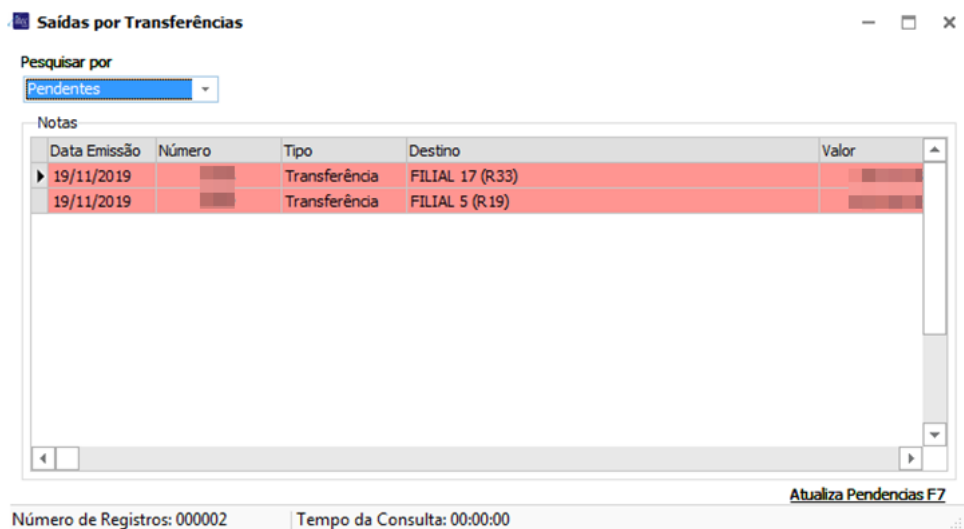 Saídas por Transferências
Pesquisar por
Pendentes
Notas
Data Emissão Número Tipo Destino Valor
19/11/2019 Transferência FILIAL 17 (R33)
19/11/2019 Transferência FILIAL 5 (R19)
Atualiza Pendencias F7
Número de Registros: 000002 Tempo da Consulta: 00:00:00